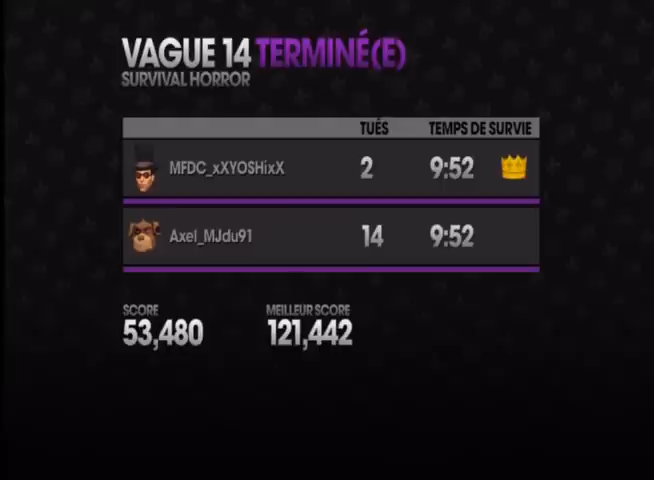 VAGUE 14 TERMINÉ(E)
SURVIVAL HORROR
TUÉS TEMPS DE SURVIE
MFDC_xXYOSHixX 2 9:52
Axel_MJdu91 14 9:52
SCORE MEILLEUR SCORE
53,480 121,442